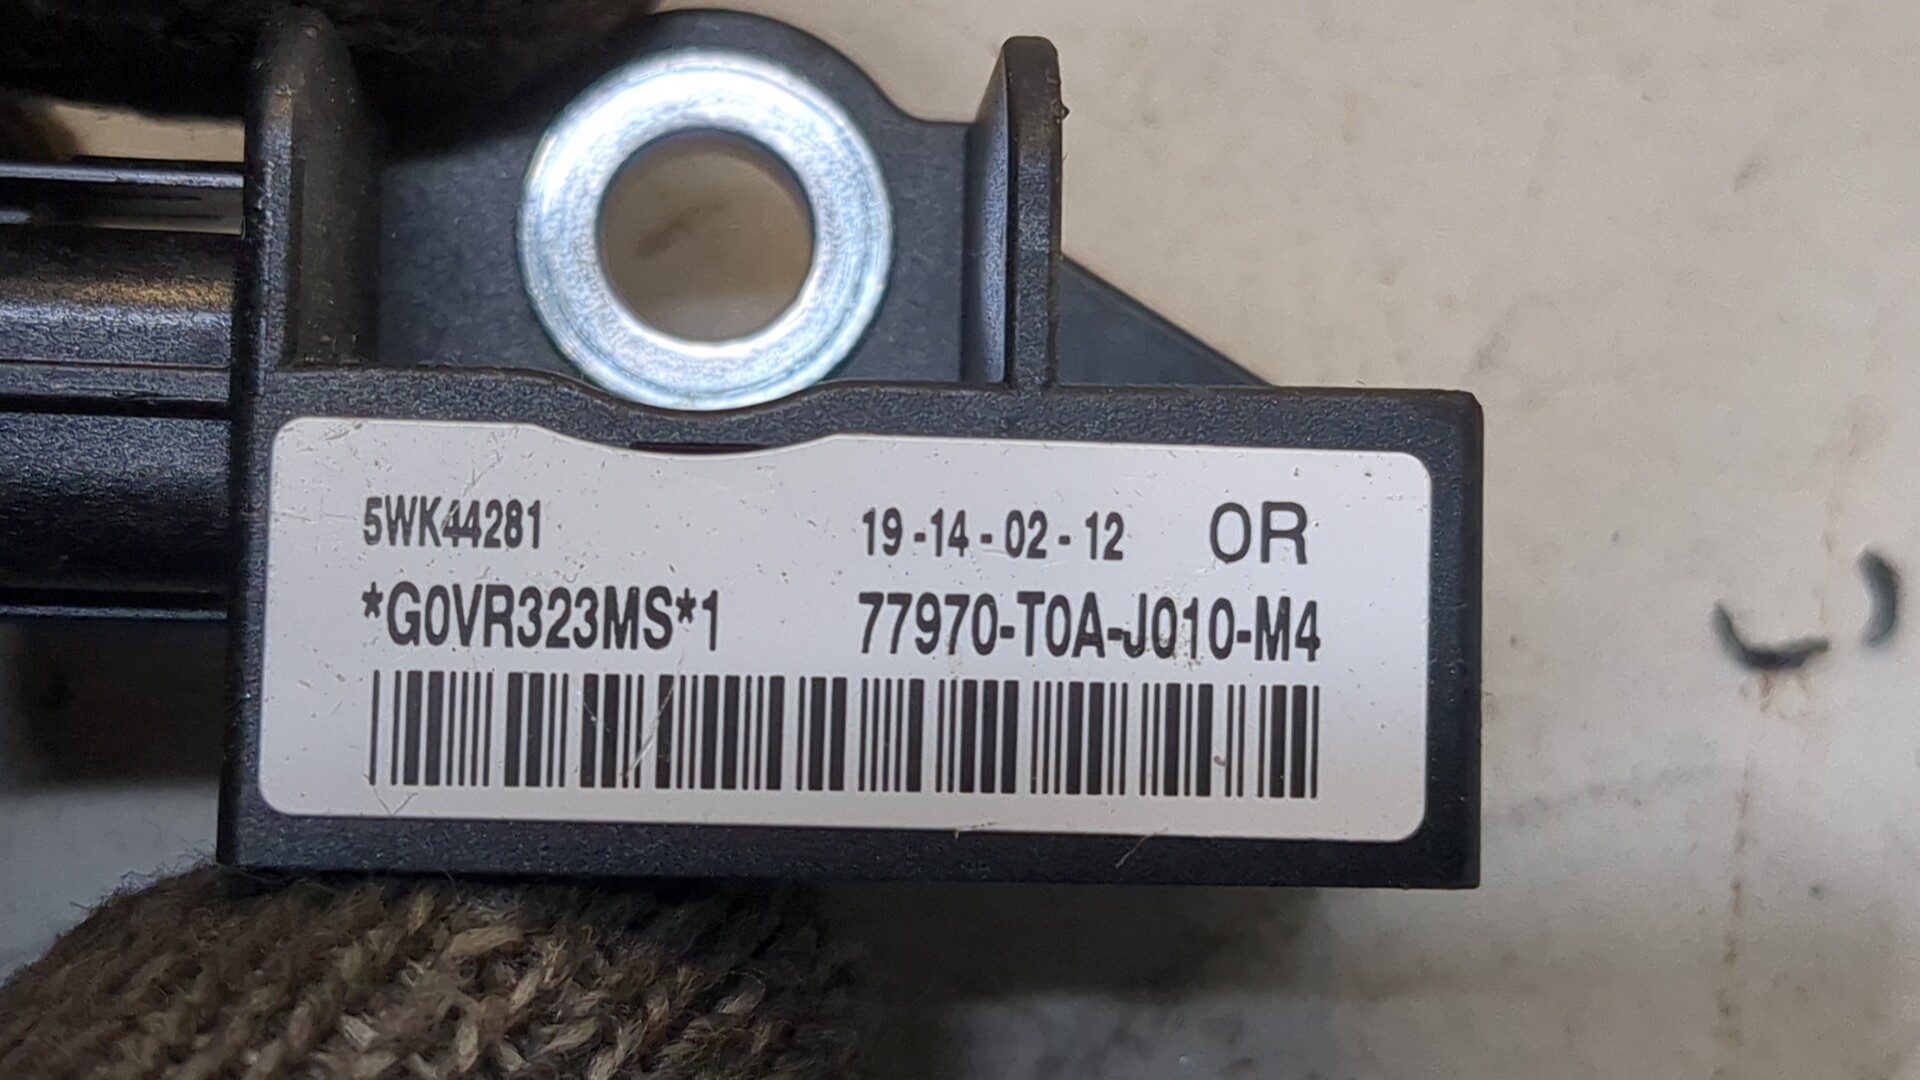 5WK44281 19-14-02-12 OR
*G0VR323MS*1 77970-T0A-J010-M4